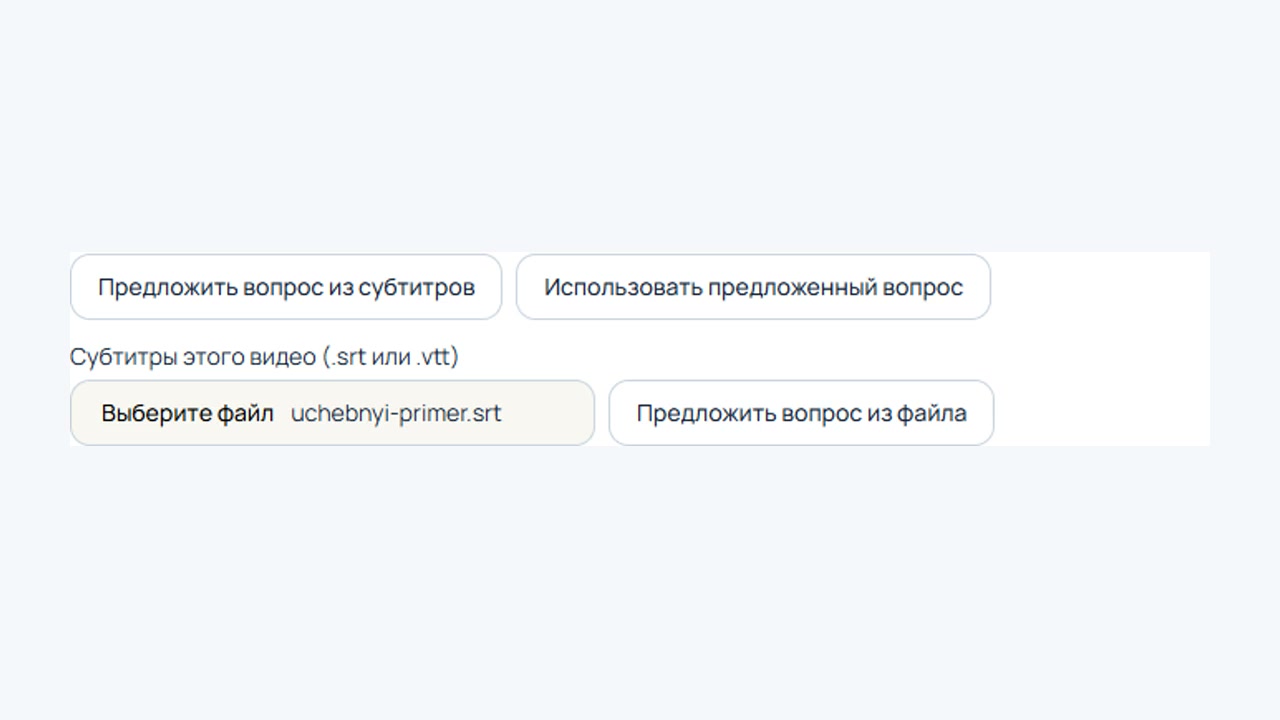 Предложить вопрос из субтитров Использовать предложенный вопрос
Субтитры этого видео (.srt или .vtt)
Выберите файл uchebnyi-primer.srt Предложить вопрос из файла